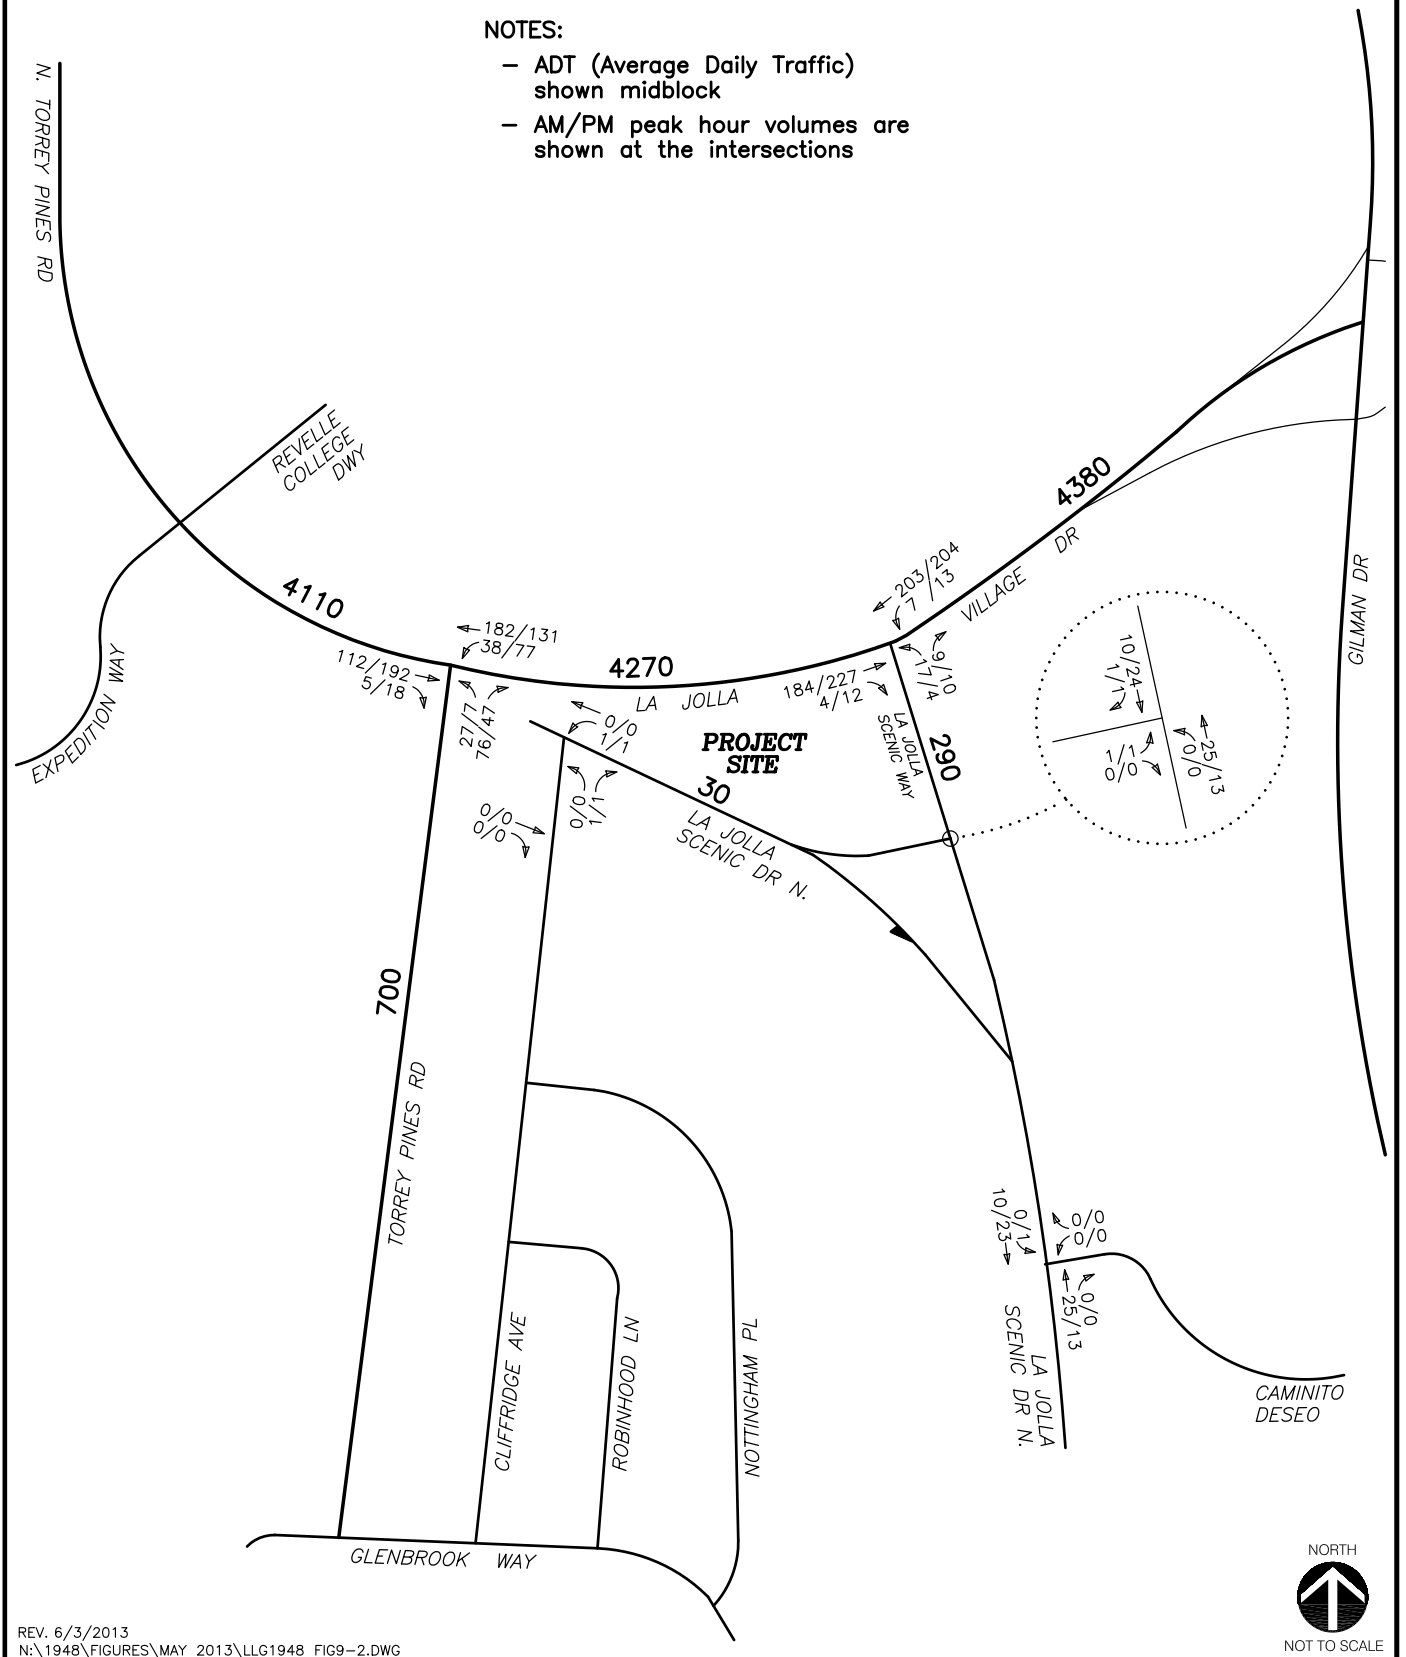 NOTES:
– ADT (Average Daily Traffic)
shown midblock
– AM/PM peak hour volumes are
shown at the intersections
N. TORREY PINES RD
REVELLE
COLLEGE
DWY
EXPEDITION WAY
4110
182/131
38/77
112/192
5/18
27/7
76/47
4270
LA JOLLA
VILLAGE DR
4380
203/204
7/13
184/227
4/12
9/10
17/4
GILMAN DR
LA JOLLA
SCENIC WAY
290
PROJECT
SITE
0/0
1/1
0/0
0/0
0/0
1/1
30
LA JOLLA
SCENIC DR N.
10/24
1/1
25/13
0/0
1/1
0/0
700
TORREY PINES RD
CLIFFRIDGE AVE
ROBINHOOD LN
NOTTINGHAM PL
GLENBROOK WAY
0/1
10/23
0/0
0/0
0/0
25/13
LA JOLLA
SCENIC DR N.
CAMINITO
DESEO
NORTH
NOT TO SCALE
REV. 6/3/2013
N:\1948\FIGURES\MAY 2013\LLG1948 FIG9-2.DWG